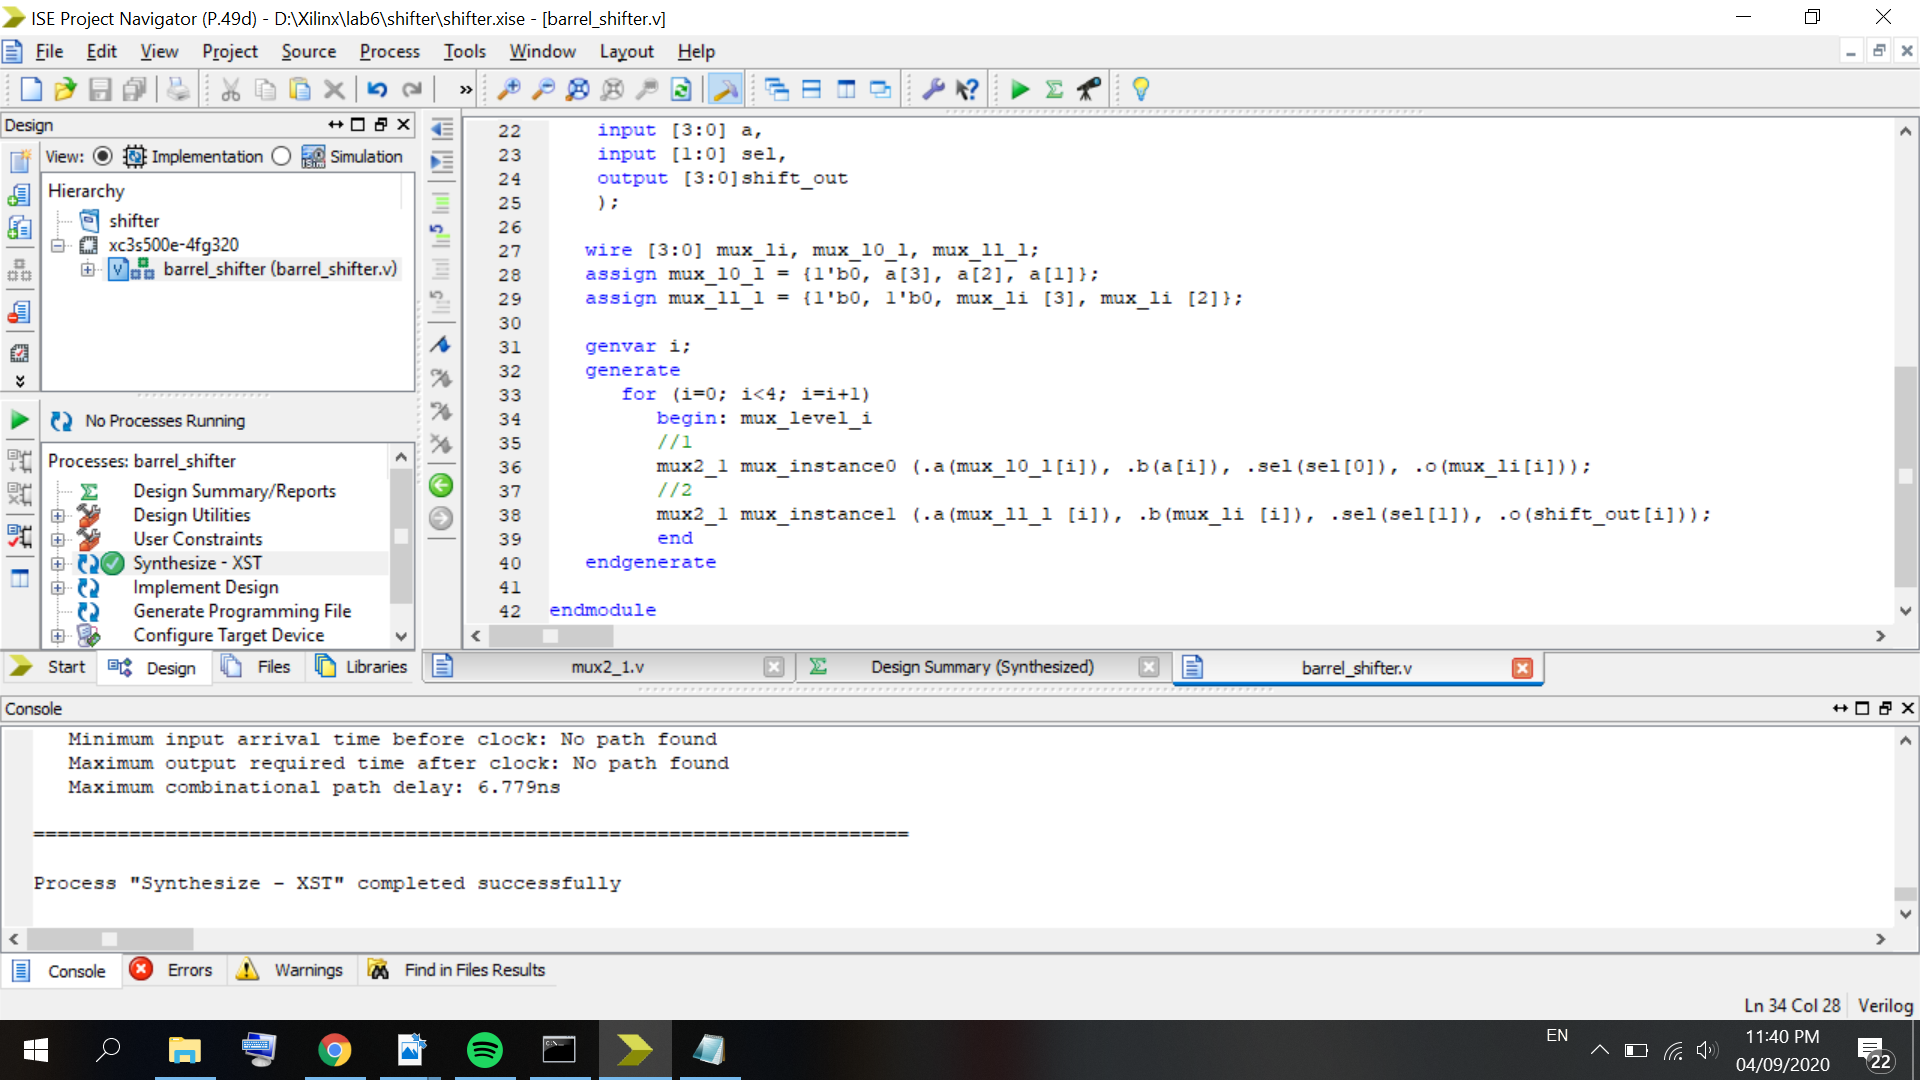 ISE Project Navigator (P.49d) - D:\Xilinx\lab6\shifter\shifter.xise - [barrel_shifter.v]
File Edit View Project Source Process Tools Window Layout Help
»
Design
View: Implementation Simulation
Hierarchy
shifter
xc3s500e-4fg320
barrel_shifter (barrel_shifter.v)
No Processes Running
Processes: barrel_shifter
Design Summary/Reports
Design Utilities
User Constraints
Synthesize - XST
Implement Design
Generate Programming File
Configure Target Device
Start Design Files Libraries
22 input [3:0] a,
23 input [1:0] sel,
24 output [3:0]shift_out
25 );
26
27 wire [3:0] mux_li, mux_l0_l, mux_l1_l;
28 assign mux_l0_l = {1'b0, a[3], a[2], a[1]};
29 assign mux_l1_l = {1'b0, 1'b0, mux_li [3], mux_li [2]};
30
31 genvar i;
32 generate
33 for (i=0; i<4; i=i+1)
34 begin: mux_level_i
35 //1
36 mux2_1 mux_instance0 (.a(mux_l0_l[i]), .b(a[i]), .sel(sel[0]), .o(mux_li[i]));
37 //2
38 mux2_1 mux_instance1 (.a(mux_l1_l [i]), .b(mux_li [i]), .sel(sel[1]), .o(shift_out[i]));
39 end
40 endgenerate
41
42 endmodule
mux2_1.v Design Summary (Synthesized) barrel_shifter.v
Console
Minimum input arrival time before clock: No path found
Maximum output required time after clock: No path found
Maximum combinational path delay: 6.779ns
=========================================================================
Process "Synthesize - XST" completed successfully
Console Errors Warnings Find in Files Results
Ln 34 Col 28 Verilog
EN
11:40 PM
04/09/2020
22